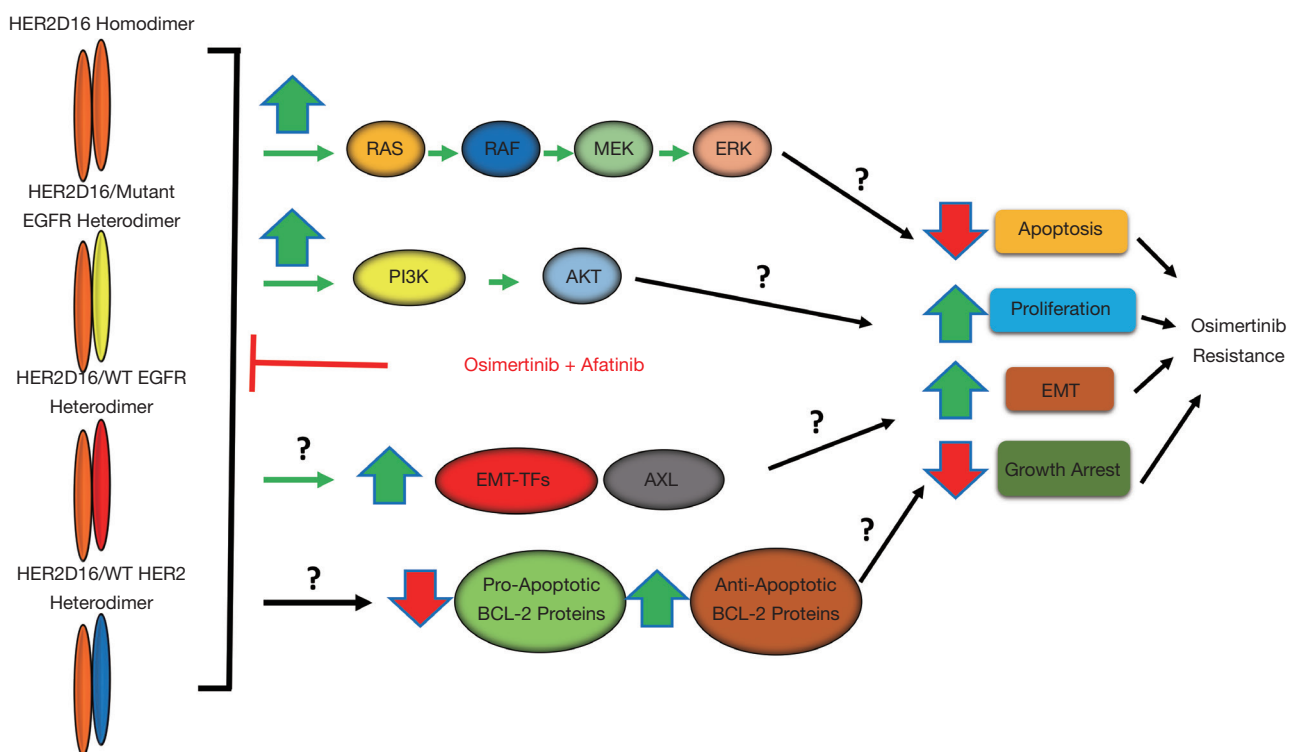 HER2D16 Homodimer
HER2D16/Mutant
EGFR Heterodimer
HER2D16/WT EGFR
Heterodimer
HER2D16/WT HER2
Heterodimer
RAS
RAF
MEK
ERK
?
PI3K
AKT
?
Osimertinib + Afatinib
?
EMT-TFs
AXL
?
?
Pro-Apoptotic
BCL-2 Proteins
Anti-Apoptotic
BCL-2 Proteins
?
Apoptosis
Proliferation
EMT
Growth Arrest
Osimertinib
Resistance